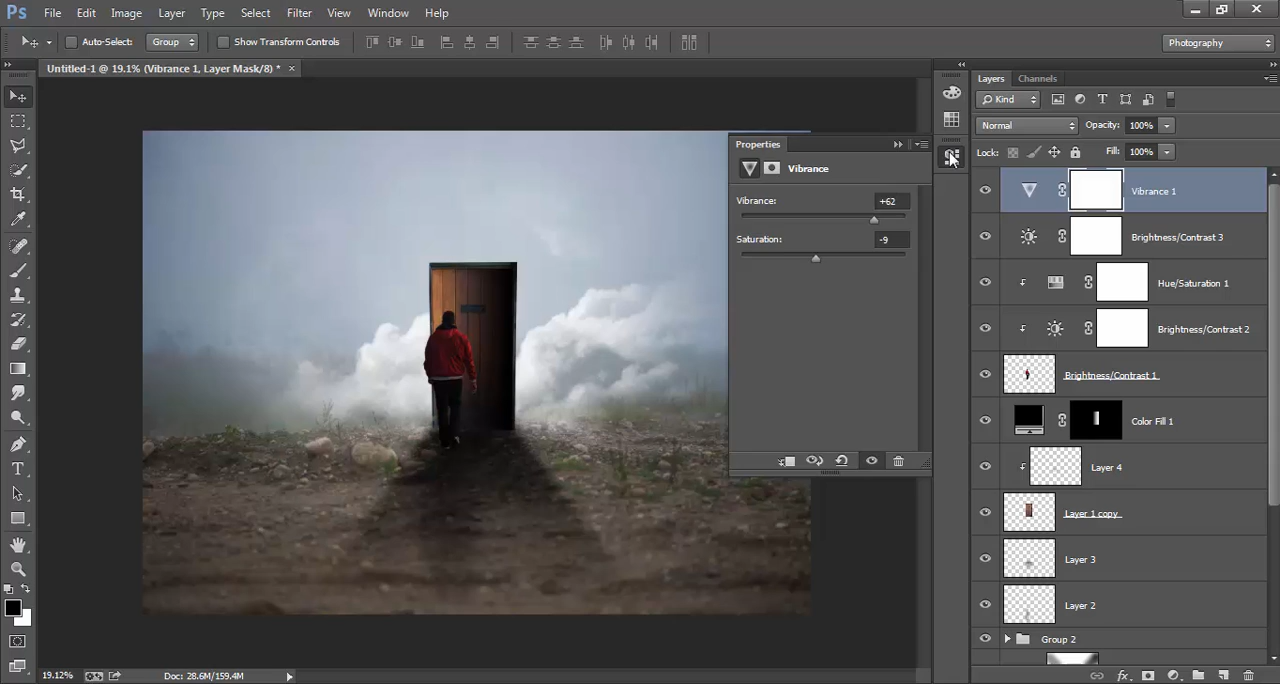 Ps File Edit Image Layer Type Select Filter View Window Help
Auto-Select: Group Show Transform Controls Photography
Untitled-1 @ 19.1% (Vibrance 1, Layer Mask/8) * ×
Layers Channels
Kind
Normal Opacity: 100%
Lock: Fill: 100%
Properties
Vibrance
Vibrance: +62
Saturation: -9
Vibrance 1
Brightness/Contrast 3
Hue/Saturation 1
Brightness/Contrast 2
Brightness/Contrast 1
Color Fill 1
Layer 4
Layer 1 copy
Layer 3
Layer 2
Group 2
19.12% Doc: 28.6M/159.4M